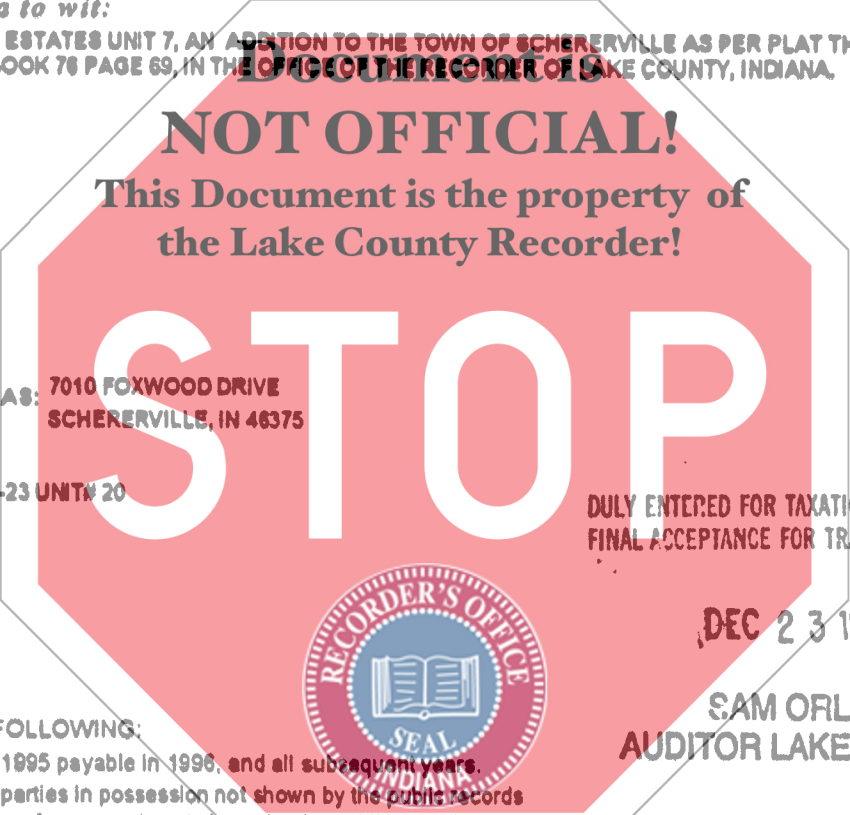 to wit:
ESTATES UNIT 7, AN ADDITION TO THE TOWN OF SCHERERVILLE AS PER PLAT TH
OOK 76 PAGE 69, IN THE OFFICE OF THE RECORDER OF LAKE COUNTY, INDIANA.
Document is
NOT OFFICIAL!
This Document is the property of
the Lake County Recorder!
STOP
AS: 7010 FOXWOOD DRIVE
SCHERERVILLE, IN 46375
-23 UNIT# 20
DULY ENTERED FOR TAXATI
FINAL ACCEPTANCE FOR TR
RECORDER'S OFFICE
SEAL
INDIANA
DEC 23 1
SAM ORL
AUDITOR LAKE
FOLLOWING:
1995 payable in 1996, and all subsequent years.
parties in possession not shown by the public records